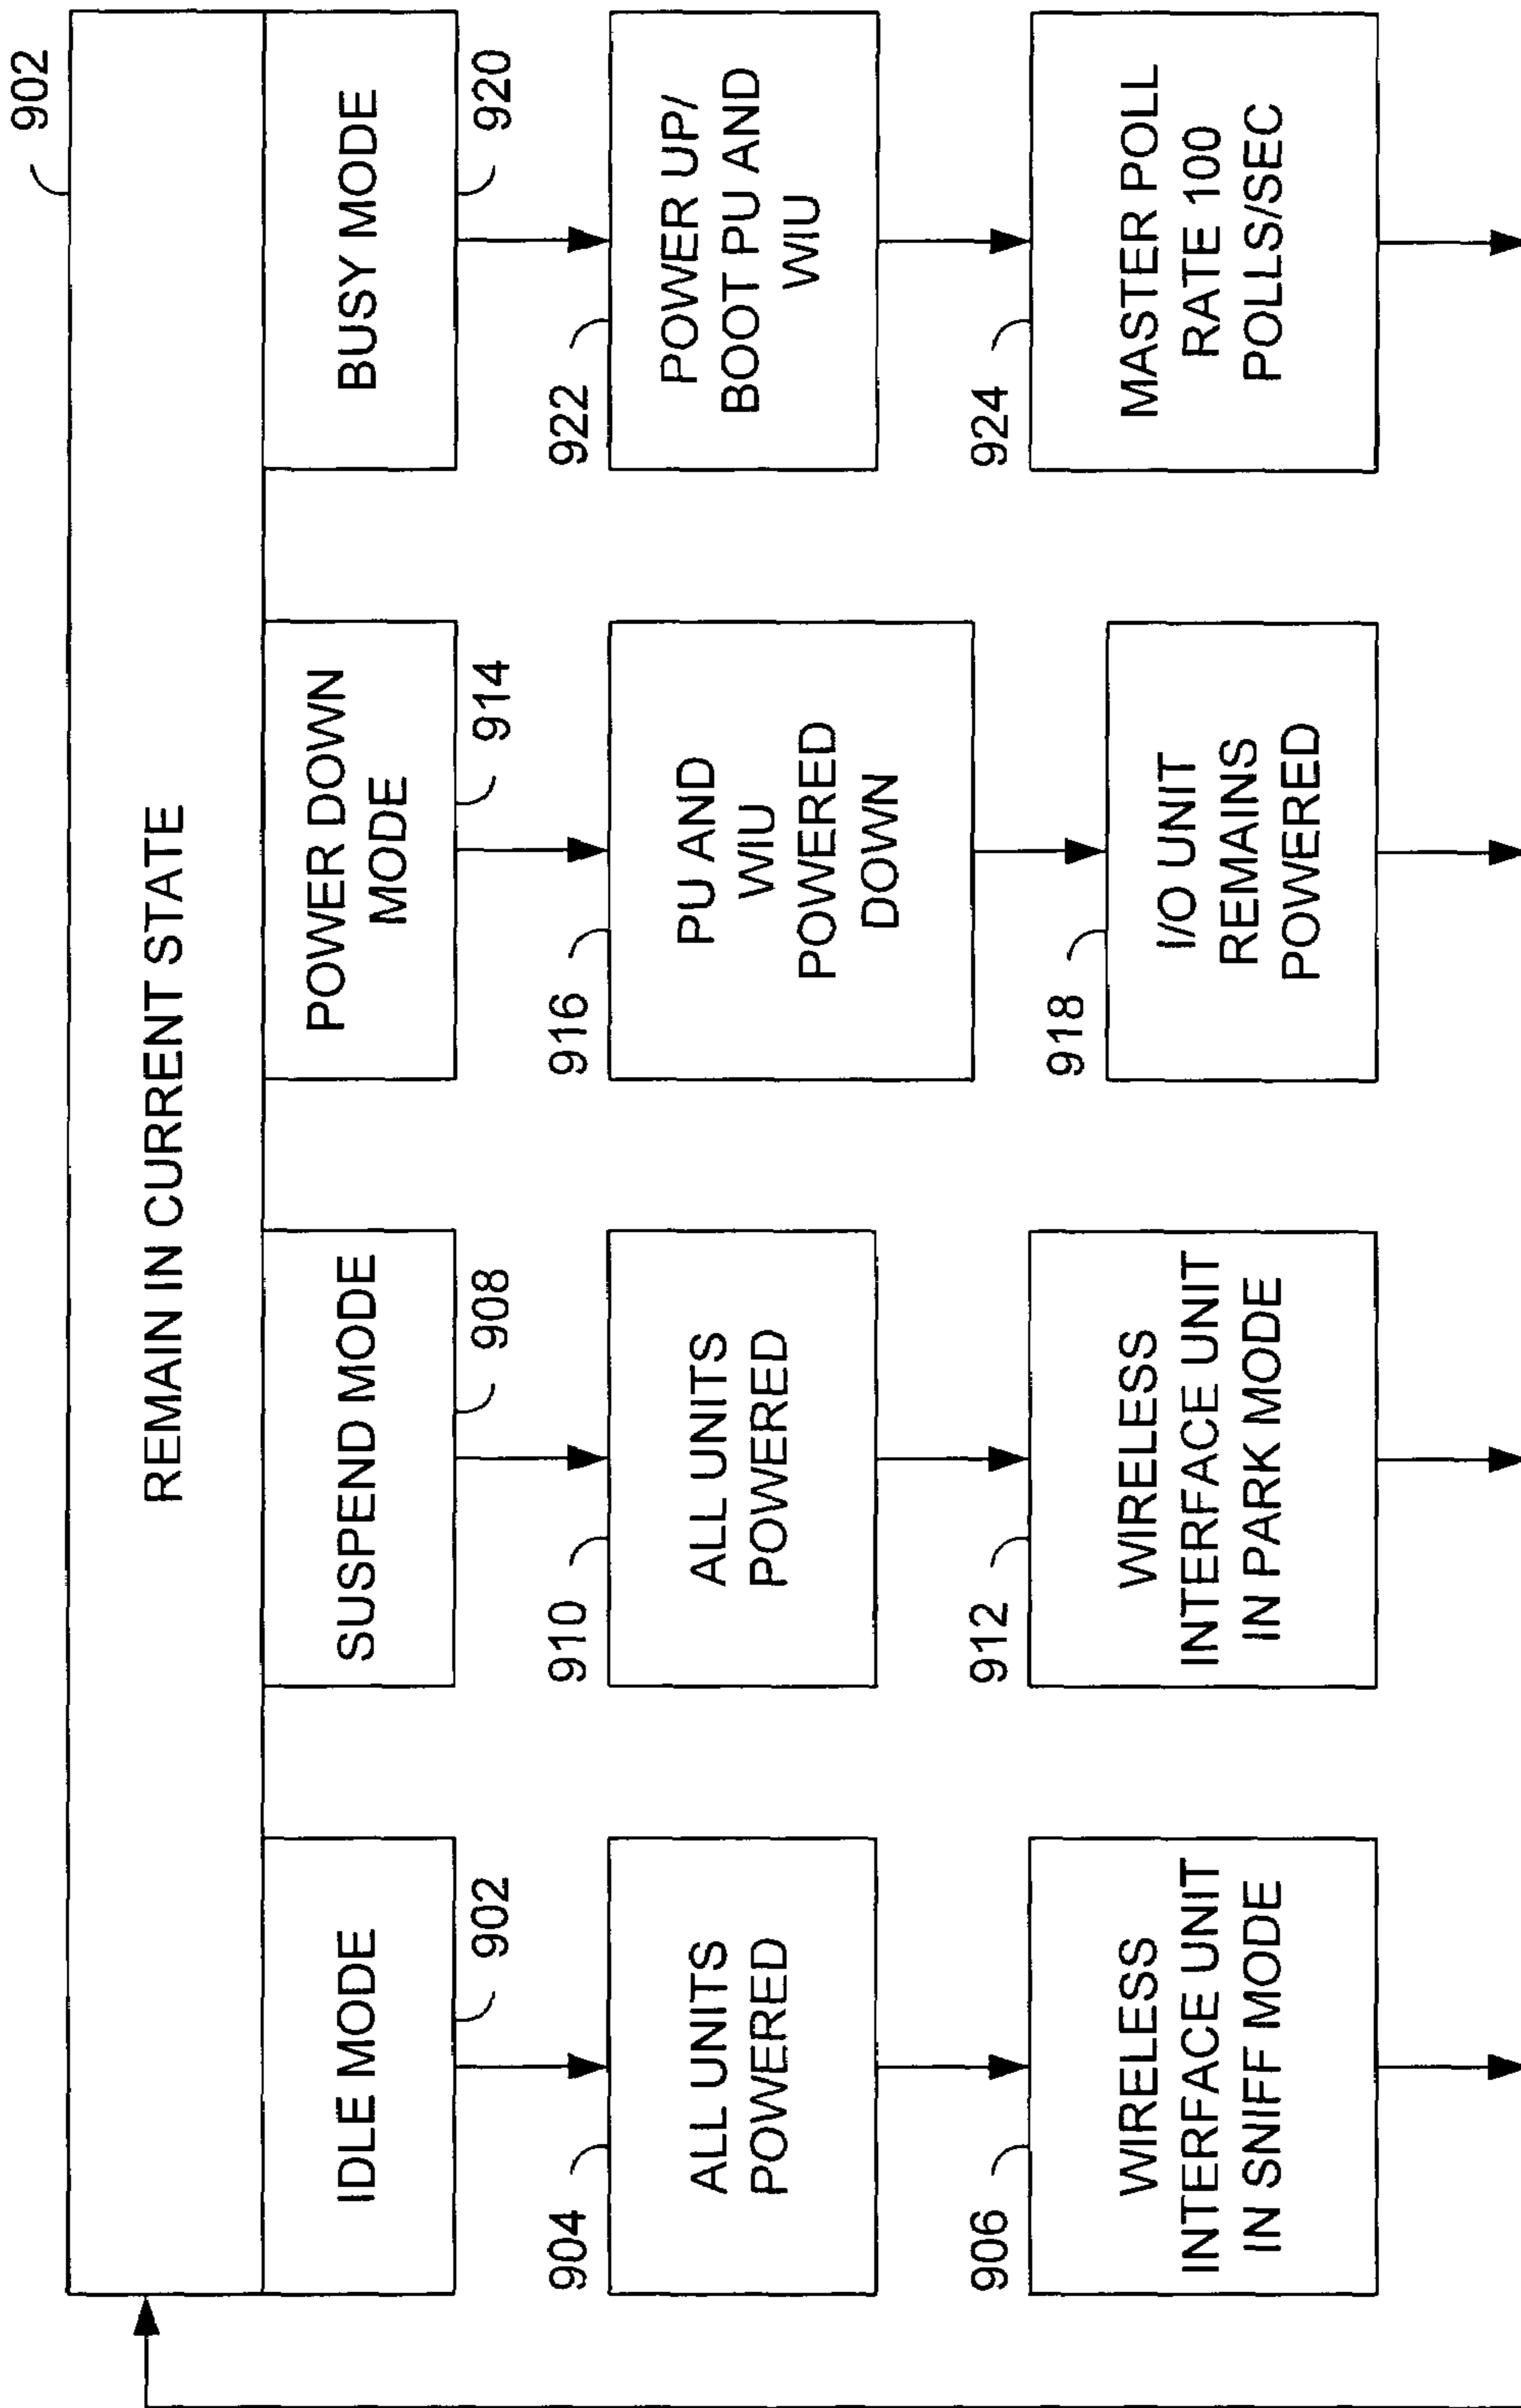 902
REMAIN IN CURRENT STATE
IDLE MODE
902
904
ALL UNITS
POWERED
906
WIRELESS
INTERFACE UNIT
IN SNIFF MODE
SUSPEND MODE
908
910
ALL UNITS
POWERED
912
WIRELESS
INTERFACE UNIT
IN PARK MODE
POWER DOWN
MODE
914
916
PU AND
WIU
POWERED
DOWN
918
I/O UNIT
REMAINS
POWERED
BUSY MODE
920
922
POWER UP/
BOOT PU AND
WIU
924
MASTER POLL
RATE 100
POLLS/SEC